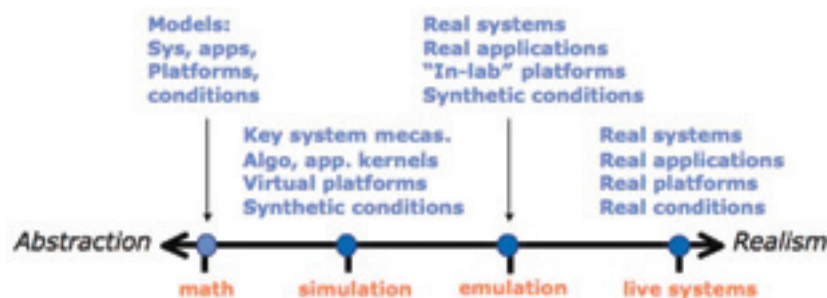 Models:
Sys, apps,
Platforms,
conditions
Real systems
Real applications
"In-lab" platforms
Synthetic conditions
Key system mecas.
Algo, app. kernels
Virtual platforms
Synthetic conditions
Real systems
Real applications
Real platforms
Real conditions
Abstraction
Realism
math
simulation
emulation
live systems